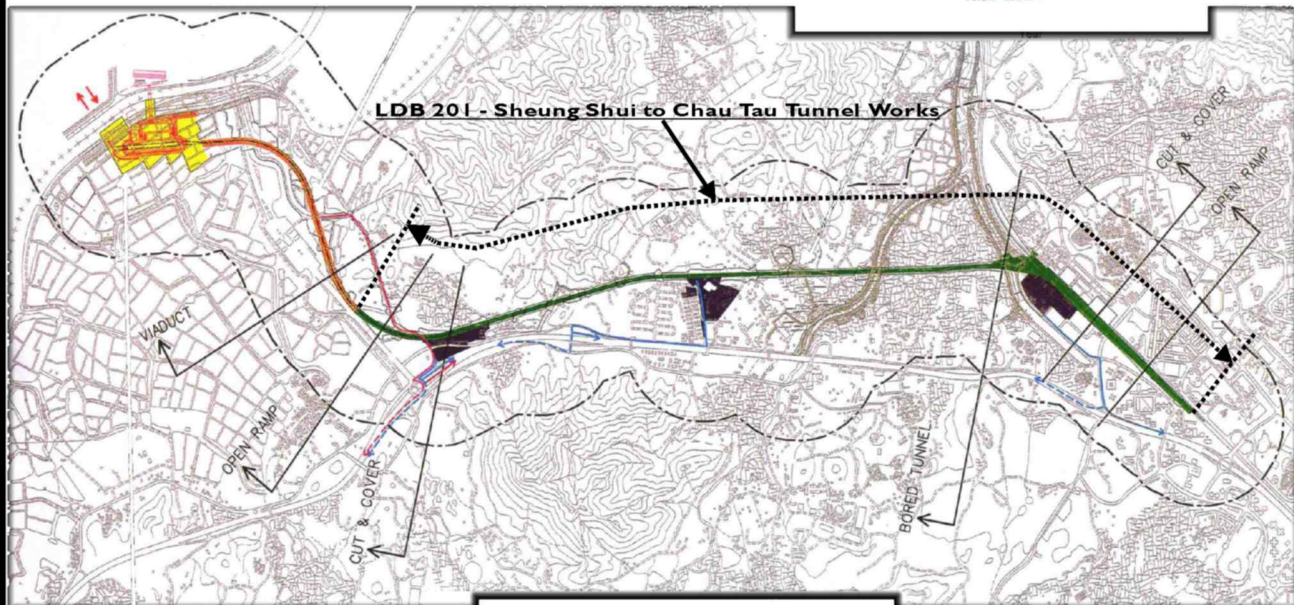 LDB 201 - Sheung Shui to Chau Tau Tunnel Works
CUT & COVER
OPEN RAMP
VIADUCT
OPEN RAMP
CUT & COVER
BORED TUNNEL